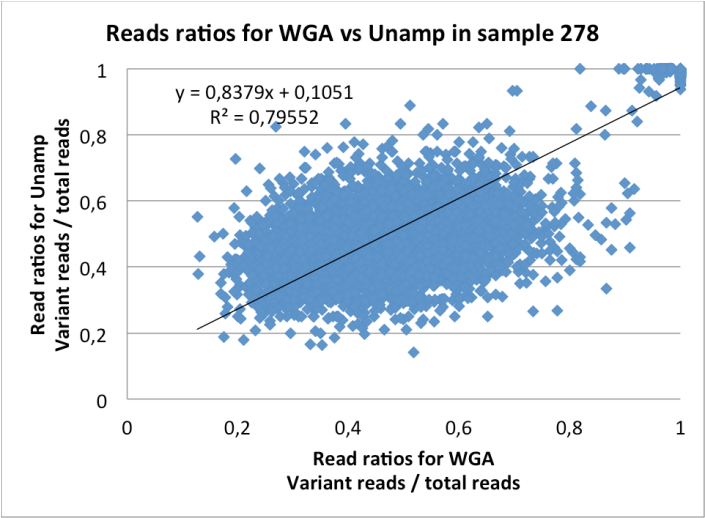 Reads ratios for WGA vs Unamp in sample 278
y = 0,8379x + 0,1051
R² = 0,79552
Read ratios for Unamp
Variant reads / total reads
1
0,8
0,6
0,4
0,2
0
0
0,2
0,4
0,6
0,8
1
Read ratios for WGA
Variant reads / total reads